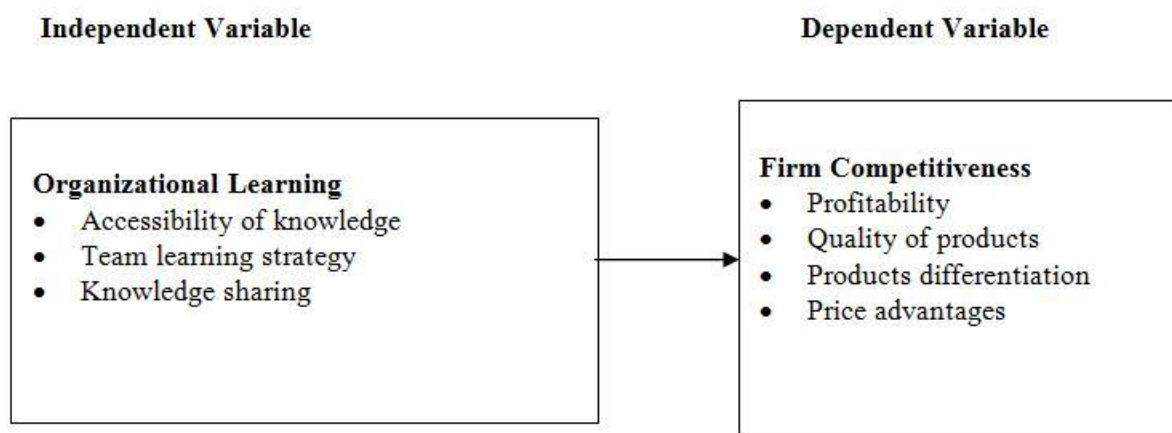 Independent Variable
Dependent Variable
Organizational Learning
• Accessibility of knowledge
• Team learning strategy
• Knowledge sharing
Firm Competitiveness
• Profitability
• Quality of products
• Products differentiation
• Price advantages